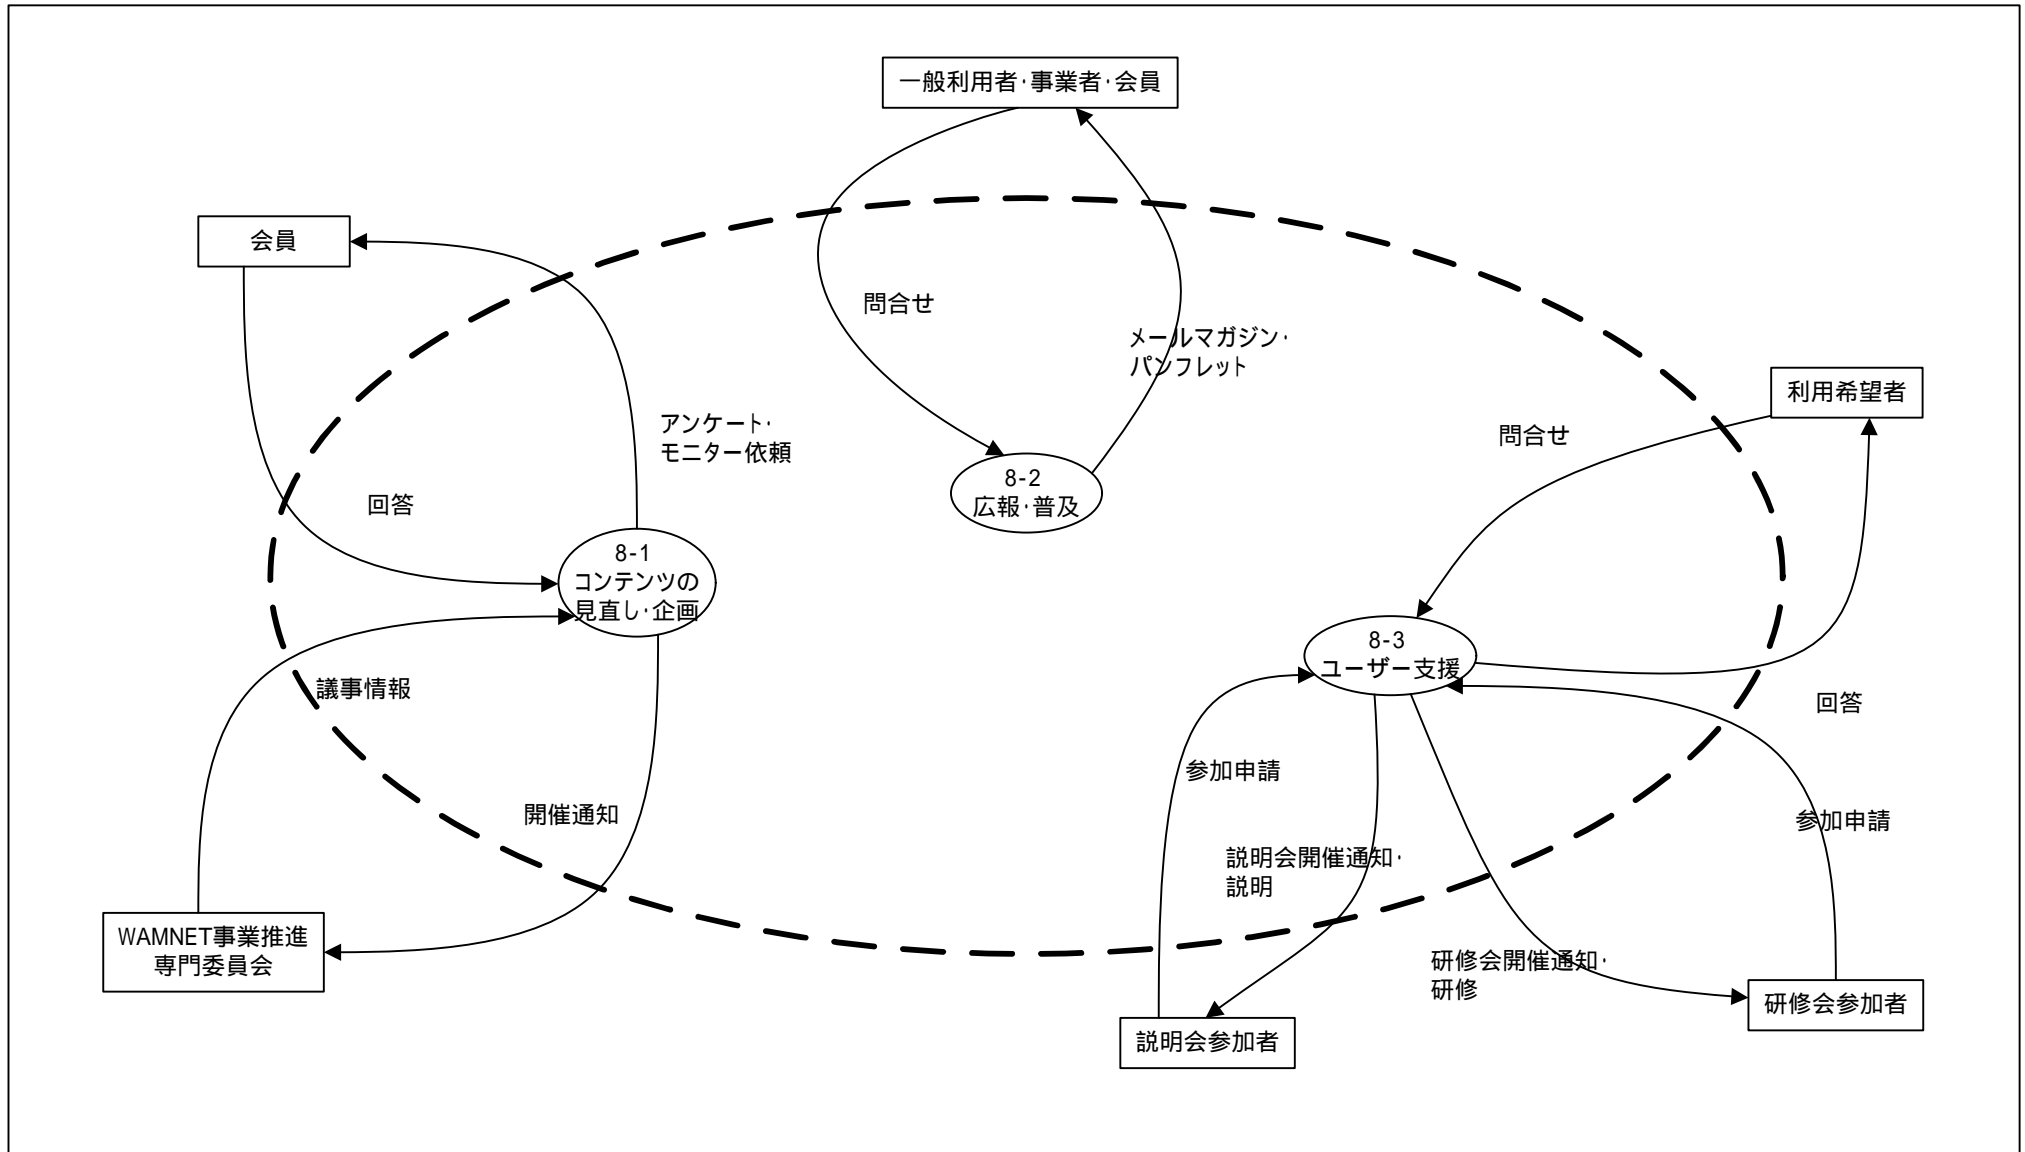 一般利用者・事業者・会員
会員
問合せ
メールマガジン・
パンフレット
利用希望者
アンケート・
モニター依頼
問合せ
回答
8-2
広報・普及
8-1
コンテンツの
見直し・企画
8-3
ユーザー支援
議事情報
回答
参加申請
開催通知
参加申請
説明会開催通知・
説明
WAMNET事業推進
専門委員会
研修会開催通知・
研修
研修会参加者
説明会参加者